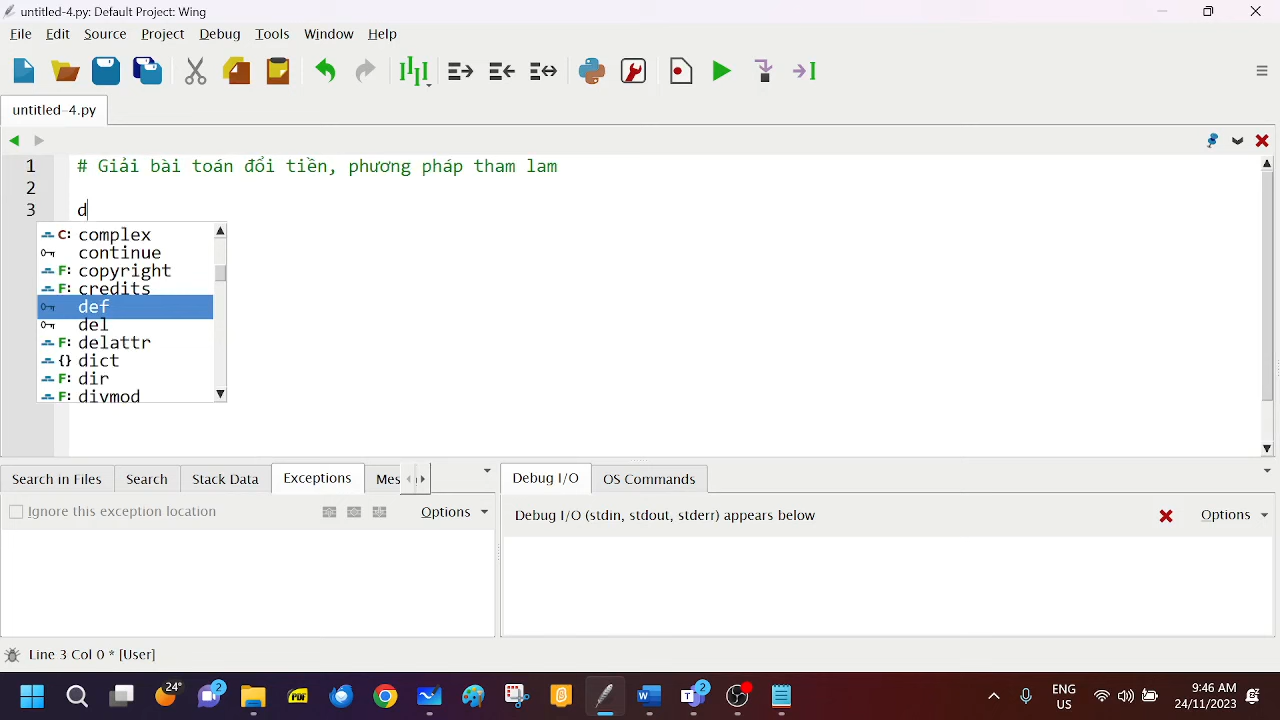 untitled-4.py: Default Project: Wing
File Edit Source Project Debug Tools Window Help
untitled-4.py
1 # Giải bài toán đổi tiền, phương pháp tham lam
2
3 d
C: complex
continue
F: copyright
F: credits
def
del
F: delattr
{} dict
F: dir
F: divmod
Search in Files Search Stack Data Exceptions Mes
Debug I/O OS Commands
Ignore this exception location Options
Debug I/O (stdin, stdout, stderr) appears below Options
Line 3 Col 0 * [User]
24° 2 PDF 2
ENG
US
9:46 AM
24/11/2023